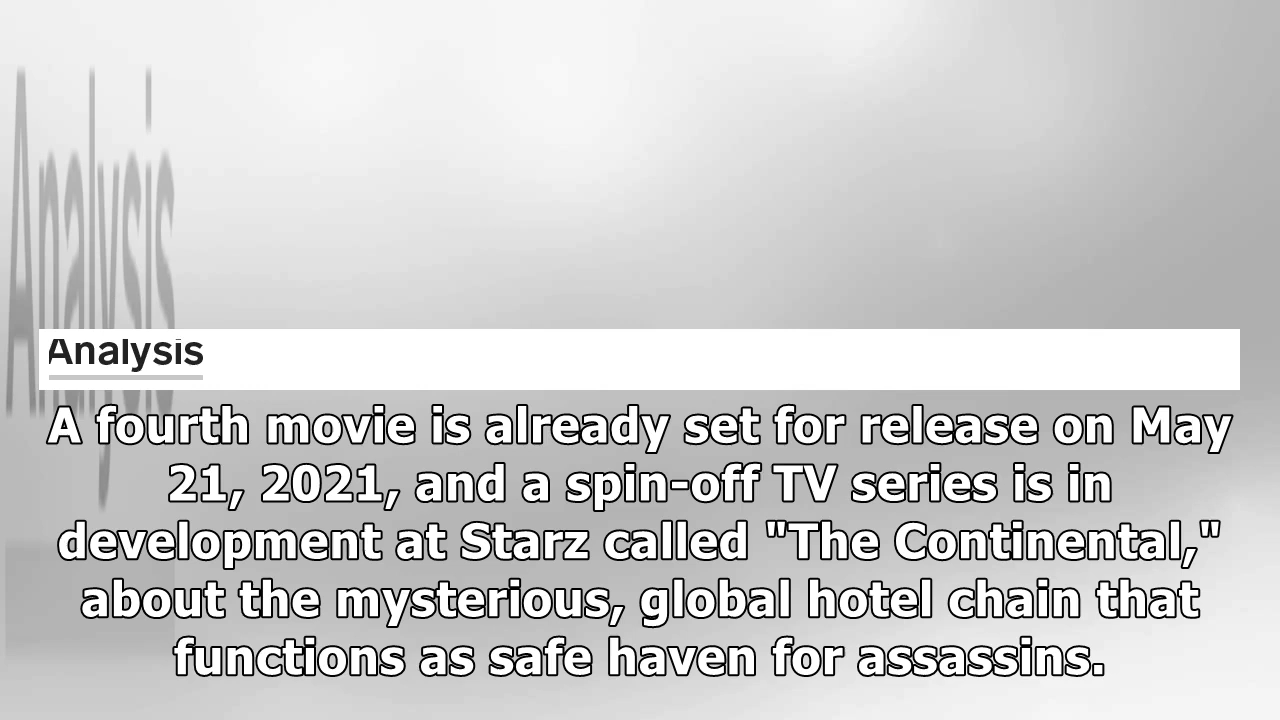 Analysis
Analysis
A fourth movie is already set for release on May
21, 2021, and a spin-off TV series is in
development at Starz called "The Continental,"
about the mysterious, global hotel chain that
functions as safe haven for assassins.